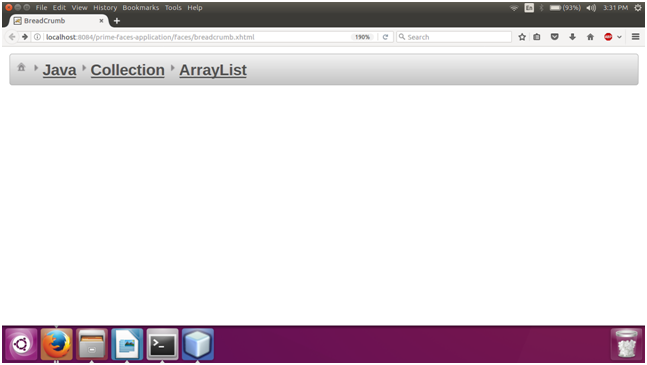 File Edit View History Bookmarks Tools Help En (93%) 3:31 PM
BreadCrumb × +
localhost:8084/prime-faces-application/faces/breadcrumb.xhtml 190% Search ABP
Java Collection ArrayList